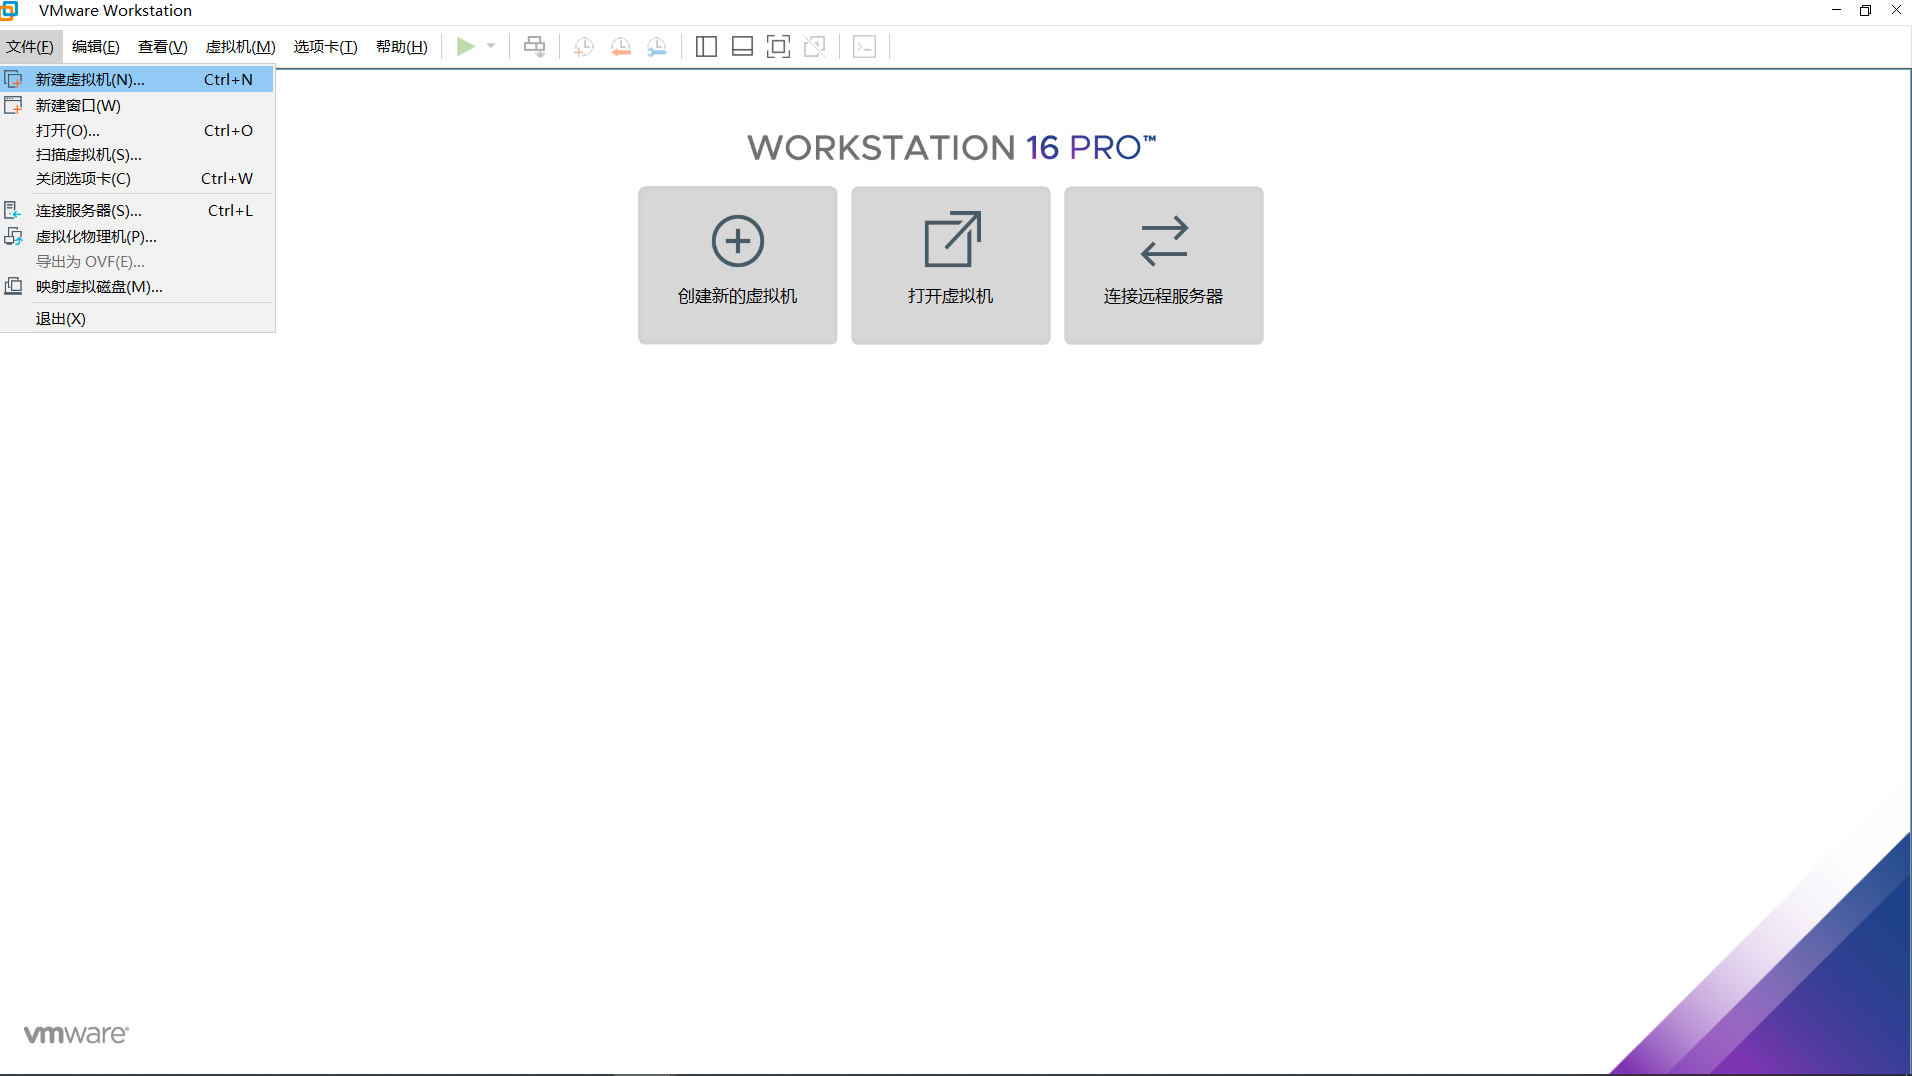 VMware Workstation
文件(F) 编辑(E) 查看(V) 虚拟机(M) 选项卡(T) 帮助(H)
新建虚拟机(N)... Ctrl+N
新建窗口(W)
打开(O)... Ctrl+O
扫描虚拟机(S)...
关闭选项卡(C) Ctrl+W
连接服务器(S)... Ctrl+L
虚拟化物理机(P)...
导出为 OVF(E)...
映射虚拟磁盘(M)...
退出(X)
WORKSTATION 16 PRO™
创建新的虚拟机 打开虚拟机 连接远程服务器
vmware®